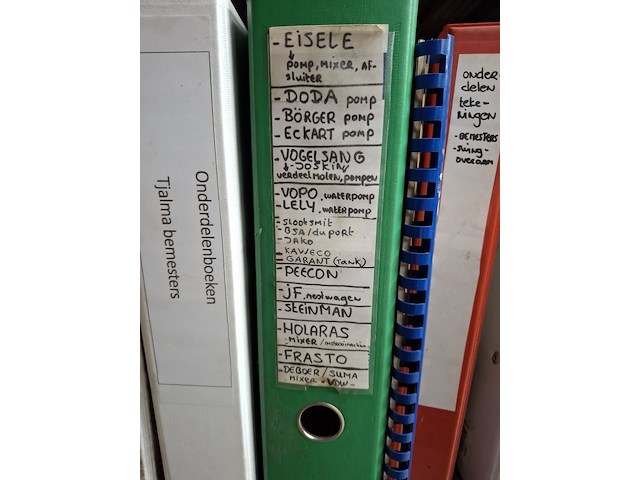 Onderdelenboeken
Tjalma bemesters
- EISELE
↓ pomp, mixer, AF-
sluiter
- DODA pomp
- BÖRGER pomp
- ECKART pomp
- VOGELSANG
↓ - JOSKIN/
verdeelmolen, pompen
- VOPO, waterpomp
- LELY, waterpomp
- slootsmit
- BSA/duport
- JAKO
- KAWECO
- GARANT (tank)
- PEECON
- JF, mestwagen
- STEINMAN
- HOLARAS
- MIXER /
- FRASTO
- DEBOER / SUMA
mixer - VDW -
onder
delen
teke-
ningen
- BEMESTERS
- swing-
overaam